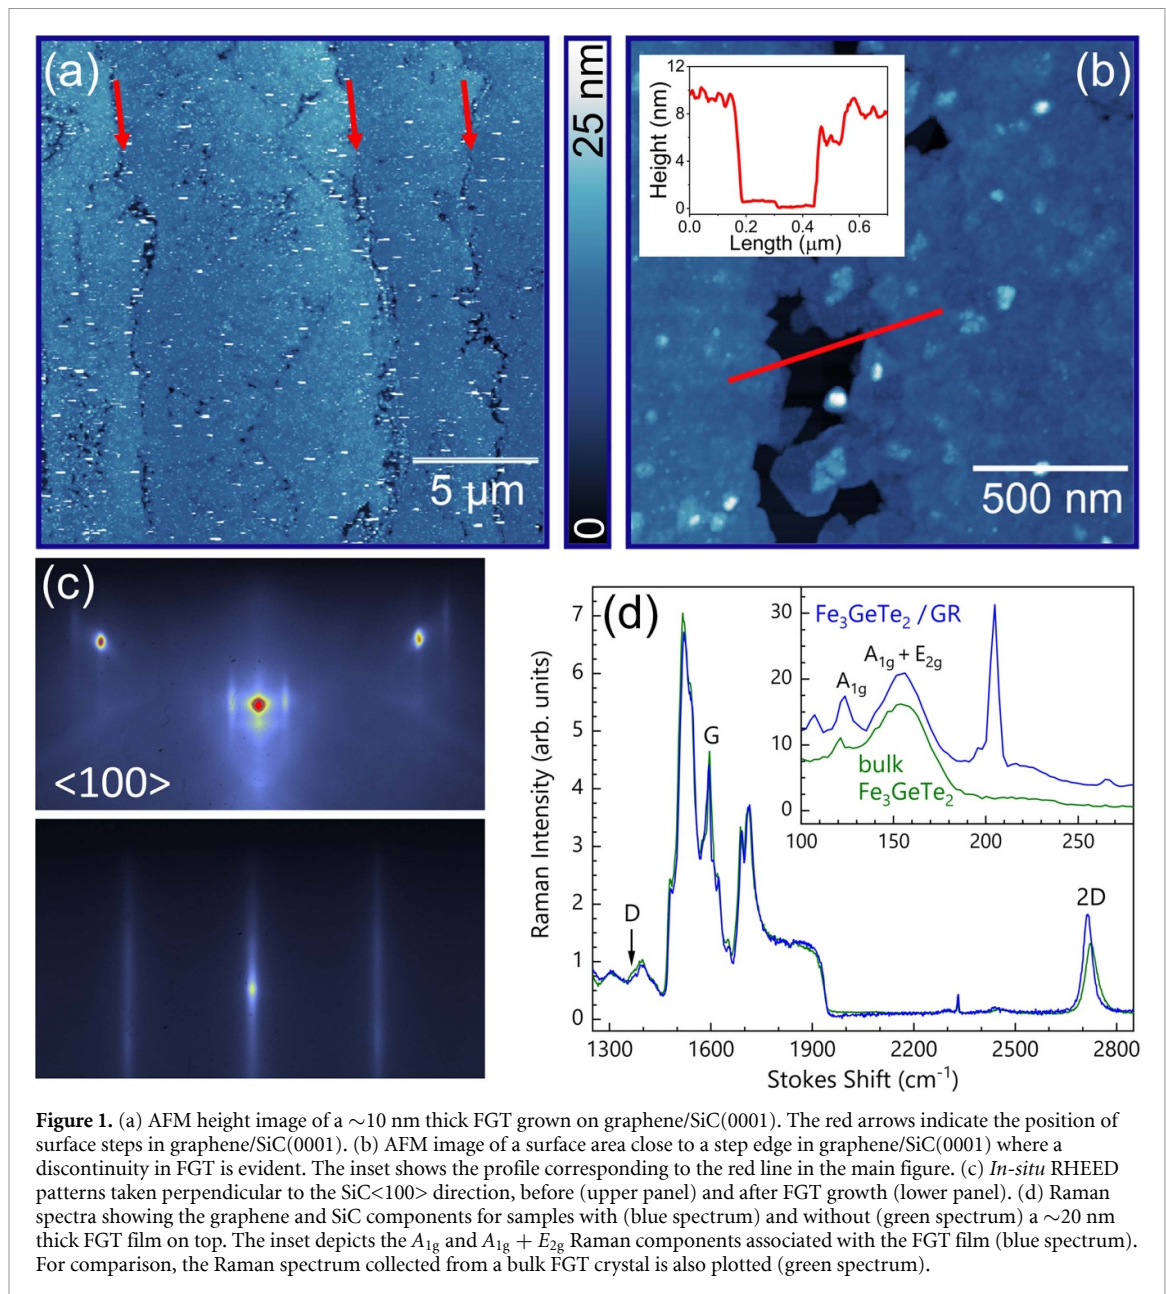 (a)
5 μm
25 nm
0
(b)
12
8
4
0
Height (nm)
0.0 0.2 0.4 0.6
Length (μm)
500 nm
(c)
<100>
(d)
7
6
5
4
3
2
1
0
Raman Intensity (arb. units)
1300 1600 1900 2200 2500 2800
Stokes Shift (cm⁻¹)
D
G
2D
30
20
10
0
100 150 200 250
Fe₃GeTe₂ / GR
A₁g + E₂g
A₁g
bulk
Fe₃GeTe₂
Figure 1. (a) AFM height image of a ∼10 nm thick FGT grown on graphene/SiC(0001). The red arrows indicate the position of
surface steps in graphene/SiC(0001). (b) AFM image of a surface area close to a step edge in graphene/SiC(0001) where a
discontinuity in FGT is evident. The inset shows the profile corresponding to the red line in the main figure. (c) In-situ RHEED
patterns taken perpendicular to the SiC<100> direction, before (upper panel) and after FGT growth (lower panel). (d) Raman
spectra showing the graphene and SiC components for samples with (blue spectrum) and without (green spectrum) a ∼20 nm
thick FGT film on top. The inset depicts the A₁g and A₁g + E₂g Raman components associated with the FGT film (blue spectrum).
For comparison, the Raman spectrum collected from a bulk FGT crystal is also plotted (green spectrum).